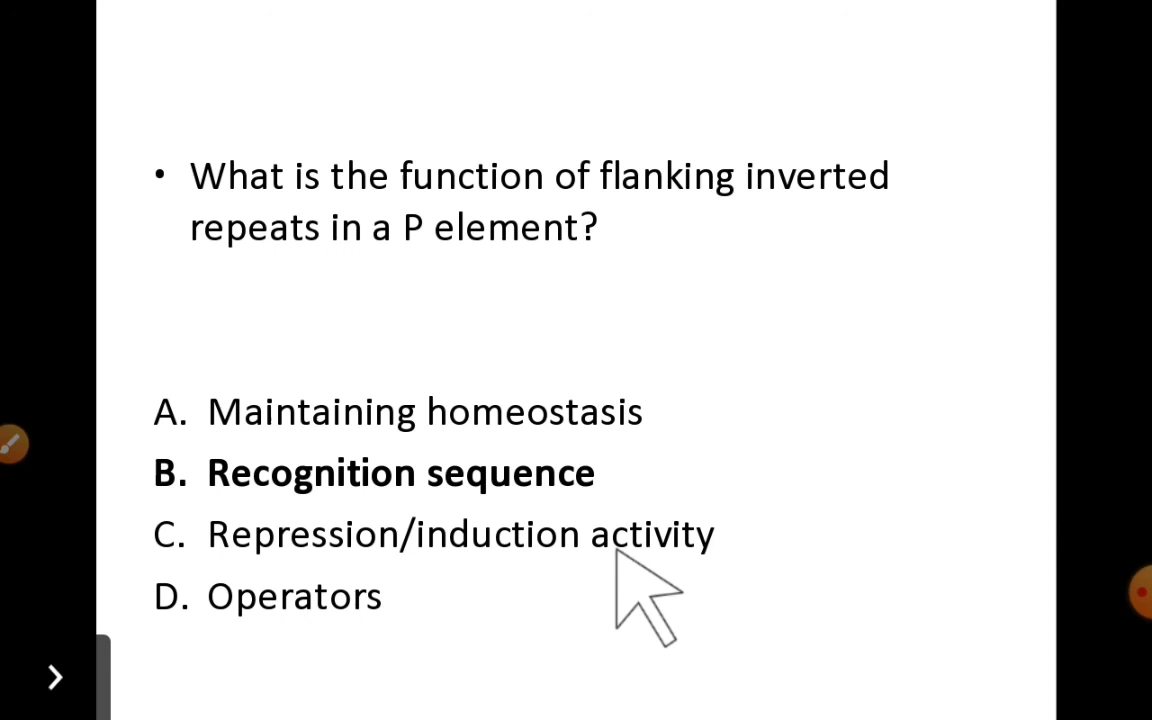 • What is the function of flanking inverted
repeats in a P element?
A. Maintaining homeostasis
B. Recognition sequence
C. Repression/induction activity
D. Operators